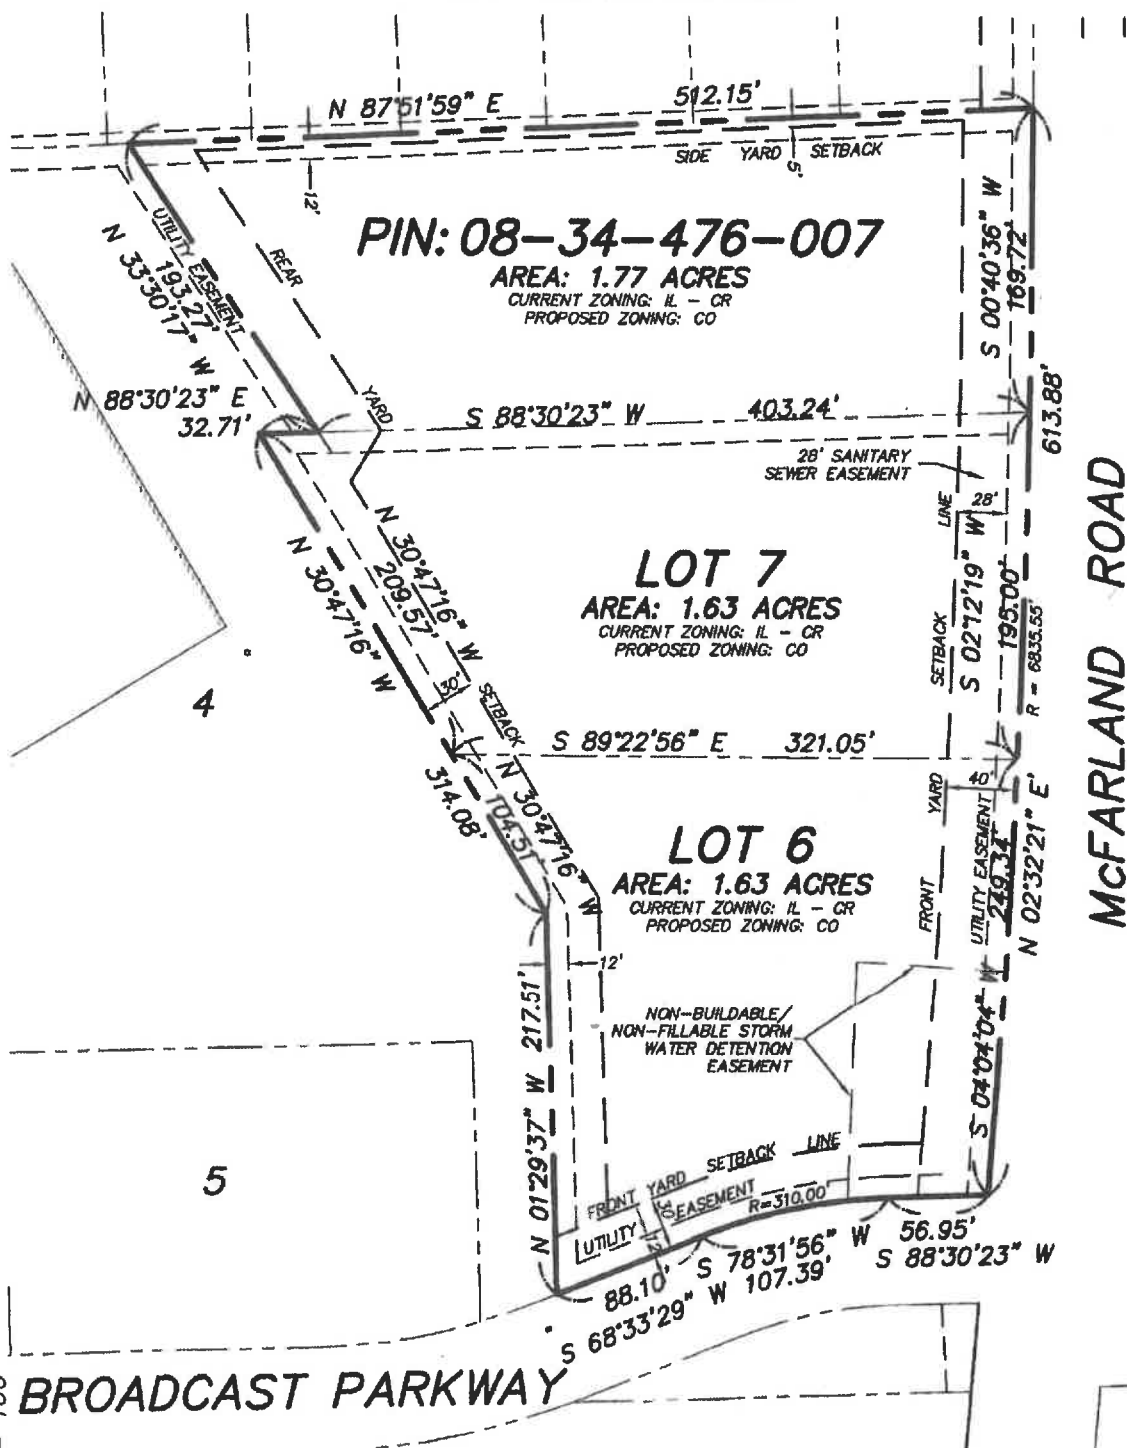 N 87°51'59" E 512.15'
SIDE YARD SETBACK
5'
12'
UTILITY EASEMENT
193.27'
N 33°30'17" W
REAR
YARD
PIN: 08-34-476-007
AREA: 1.77 ACRES
CURRENT ZONING: IL - CR
PROPOSED ZONING: CO
S 00°40'36" W
169.72'
N 88°30'23" E
32.71'
S 88°30'23" W 403.24'
613.88'
28' SANITARY
SEWER EASEMENT
LINE
28'
S 02°12'19" W
195.00'
R = 6835.55'
McFARLAND ROAD
N 30°47'16" W
209.57'
N 30°47'16" W
LOT 7
AREA: 1.63 ACRES
CURRENT ZONING: IL - CR
PROPOSED ZONING: CO
SETBACK
30'
SETBACK
4
S 89°22'56" E 321.05'
314.08'
104.51'
N 30°47'16" W
YARD
40'
LOT 6
AREA: 1.63 ACRES
CURRENT ZONING: IL - CR
PROPOSED ZONING: CO
FRONT
UTILITY EASEMENT
249.34'
N 02°32'21" E'
12'
NON-BUILDABLE/
NON-FILLABLE STORM
WATER DETENTION
EASEMENT
S 04°04'04" W
N 01°29'37" W 217.51'
5
FRONT YARD SETBACK LINE
UTILITY EASEMENT
30'
12'
R=310.00'
88.10'
S 68°33'29" W
S 78°31'56" W
107.39'
56.95'
S 88°30'23" W
BROADCAST PARKWAY